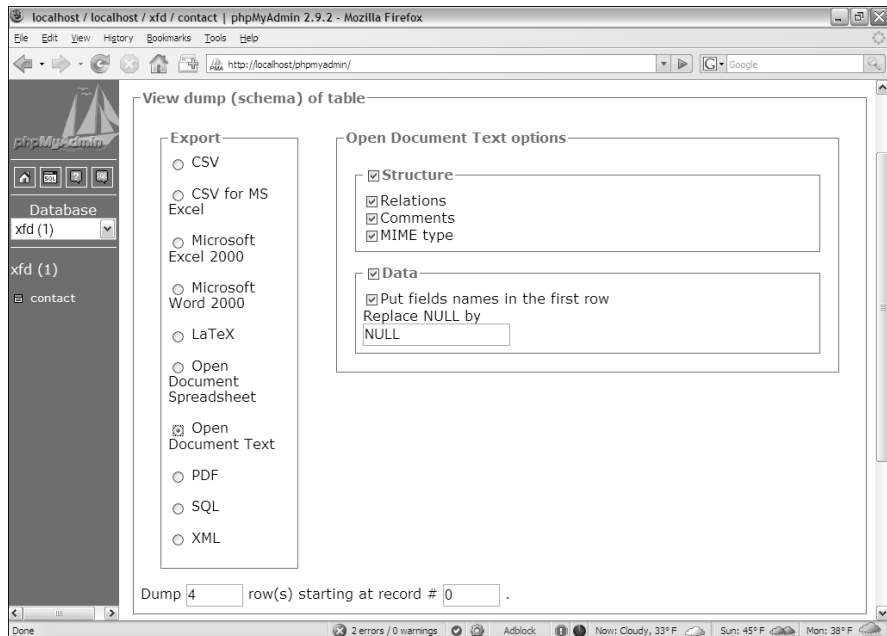 localhost / localhost / xfd / contact | phpMyAdmin 2.9.2 - Mozilla Firefox
File Edit View History Bookmarks Tools Help
PMA http://localhost/phpmyadmin/
G Google
phpMyAdmin
SQL
Database
xfd (1)
xfd (1)
contact
View dump (schema) of table
Export
CSV
CSV for MS
Excel
Microsoft
Excel 2000
Microsoft
Word 2000
LaTeX
Open
Document
Spreadsheet
Open
Document Text
PDF
SQL
XML
Open Document Text options
Structure
Relations
Comments
MIME type
Data
Put fields names in the first row
Replace NULL by
NULL
Dump 4 row(s) starting at record # 0 .
Done 2 errors / 0 warnings Adblock Now: Cloudy, 33° F Sun: 45° F Mon: 38° F